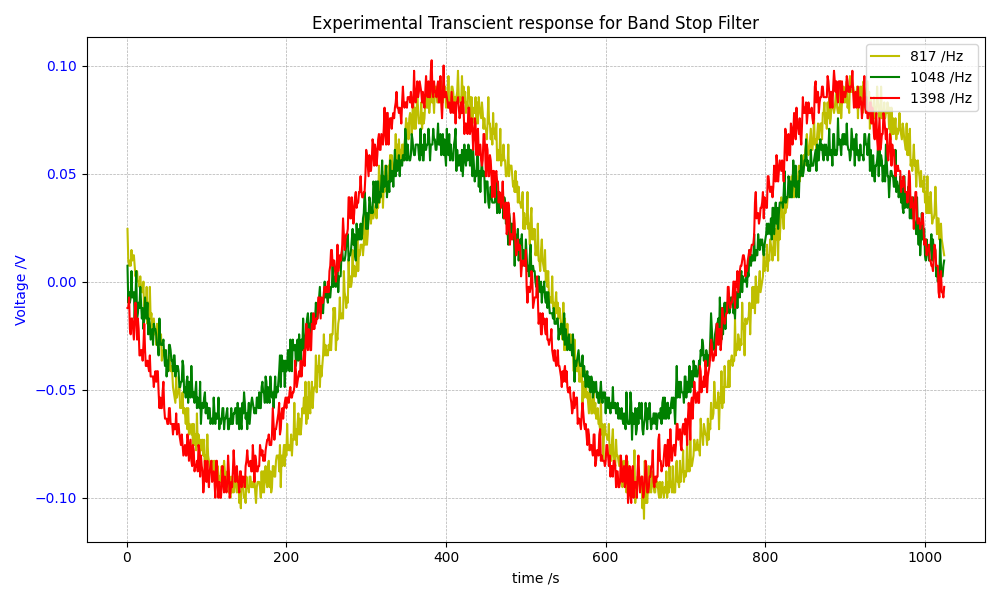 Experimental Transcient response for Band Stop Filter
817 /Hz
1048 /Hz
1398 /Hz
Voltage /V
0.10
0.05
0.00
−0.05
−0.10
0 200 400 600 800 1000
time /s